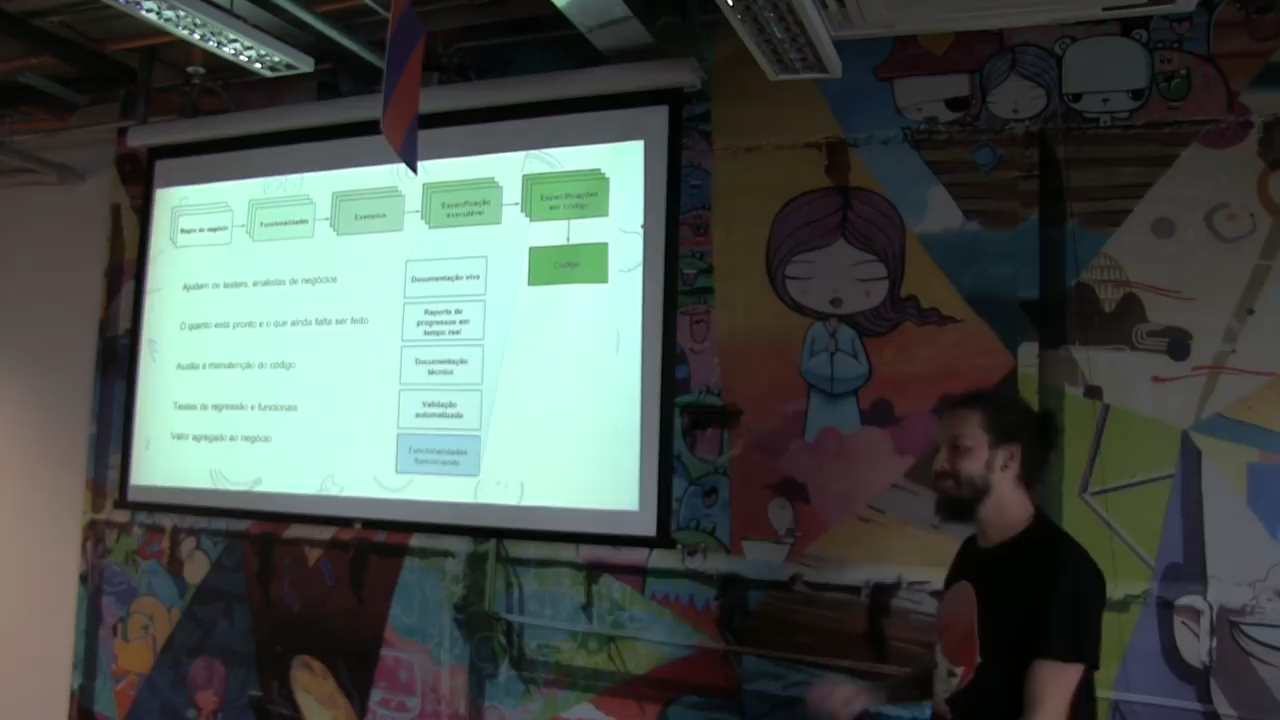 Regra de negócio
Funcionalidades
Exemplos
Especificação
executável
Especificações
em código
Código
Ajudam os testers, analistas de negócios
Documentação viva
O quanto está pronto e o que ainda falta ser feito
Reports de
progressos em
tempo real
Auxilia a manutenção do código
Documentação
técnica
Testes de regressão e funcionais
Validação
automatizada
Valor agregado ao negócio
Funcionalidades
funcionando